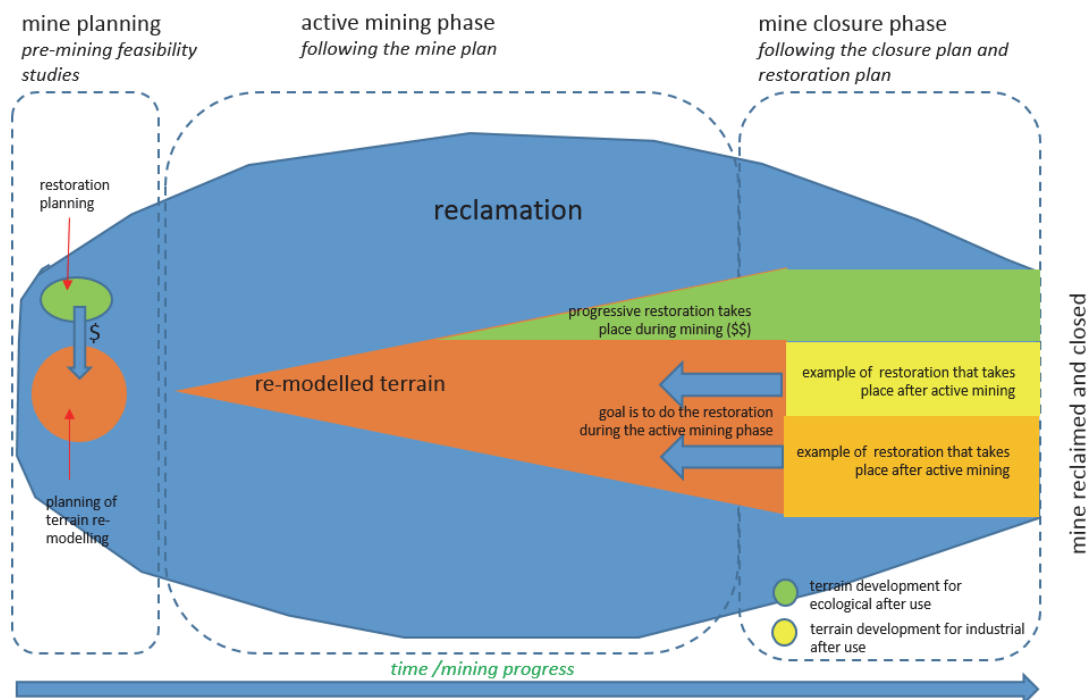 mine planning
pre-mining feasibility
studies
active mining phase
following the mine plan
mine closure phase
following the closure plan and
restoration plan
restoration
planning
reclamation
$
progressive restoration takes
place during mining ($$)
re-modelled terrain
example of restoration that takes
place after active mining
goal is to do the restoration
during the active mining phase
example of  restoration that takes
place after active mining
planning of
terrain re-
modelling
mine reclaimed and closed
terrain development for
ecological after use
terrain development for industrial
after use
time /mining progress